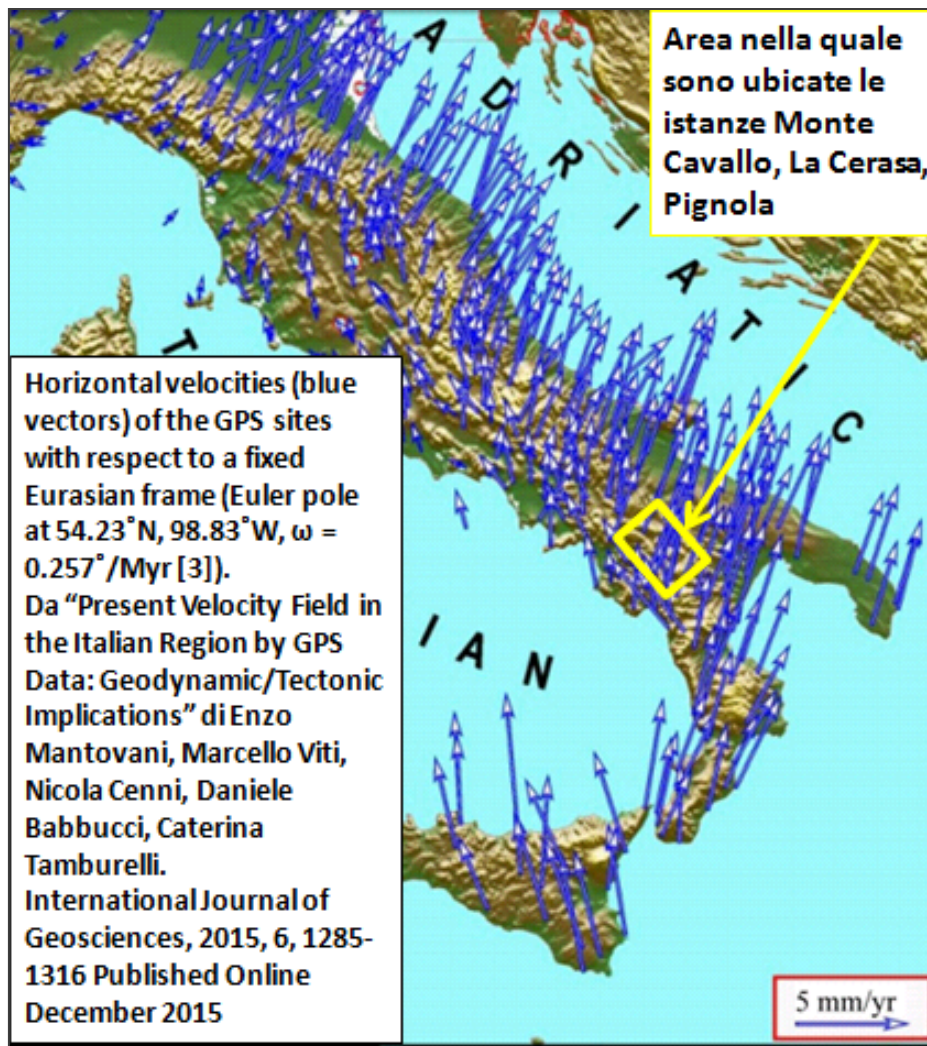 Area nella quale
sono ubicate le
istanze Monte
Cavallo, La Cerasa,
Pignola
A
D
R
I
A
T
I
C
T
I A N
Horizontal velocities (blue
vectors) of the GPS sites
with respect to a fixed
Eurasian frame (Euler pole
at 54.23˚N, 98.83˚W, ω =
0.257˚/Myr [3]).
Da “Present Velocity Field in
the Italian Region by GPS
Data: Geodynamic/Tectonic
Implications” di Enzo
Mantovani, Marcello Viti,
Nicola Cenni, Daniele
Babbucci, Caterina
Tamburelli.
International Journal of
Geosciences, 2015, 6, 1285-
1316 Published Online
December 2015
5 mm/yr